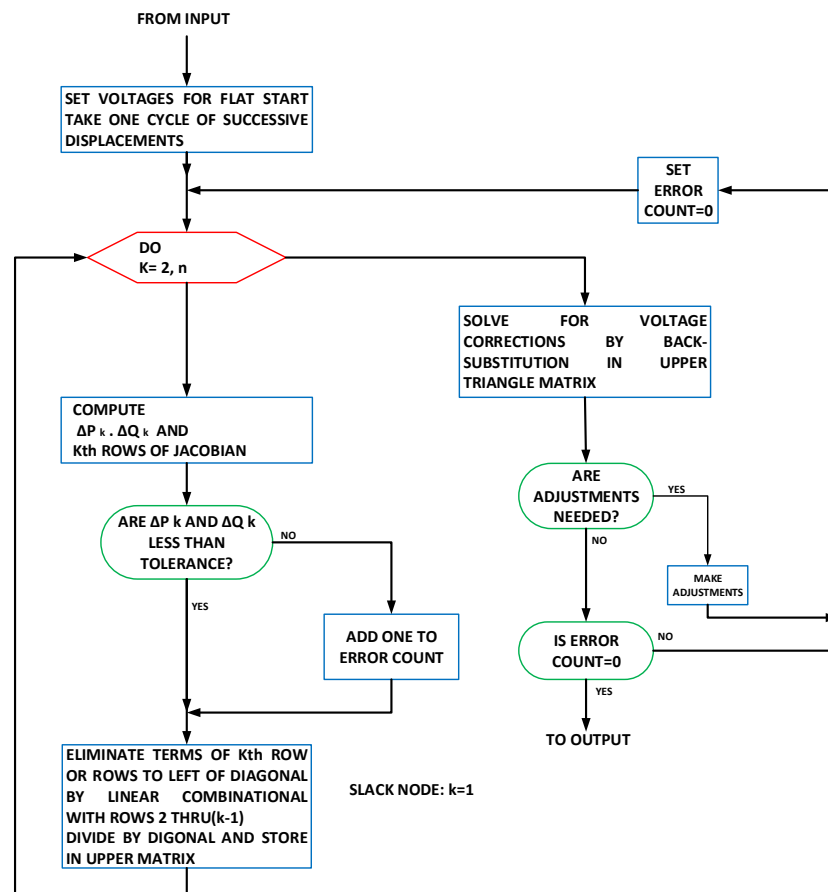 FROM INPUT
SET VOLTAGES FOR FLAT START
TAKE ONE CYCLE OF SUCCESSIVE
DISPLACEMENTS
SET
ERROR
COUNT=0
DO
K= 2, n
SOLVE FOR VOLTAGE
CORRECTIONS BY BACK-
SUBSTITUTION IN UPPER
TRIANGLE MATRIX
COMPUTE
ΔP k . ΔQ k AND
Kth ROWS OF JACOBIAN
ARE
ADJUSTMENTS
NEEDED?
YES
NO
ARE ΔP k AND ΔQ k
LESS THAN
TOLERANCE?
NO
YES
MAKE
ADJUSTMENTS
ADD ONE TO
ERROR COUNT
IS ERROR
COUNT=0
NO
YES
TO OUTPUT
ELIMINATE TERMS OF Kth ROW
OR ROWS TO LEFT OF DIAGONAL
BY LINEAR COMBINATIONAL
WITH ROWS 2 THRU(k-1)
DIVIDE BY DIGONAL AND STORE
IN UPPER MATRIX
SLACK NODE: k=1